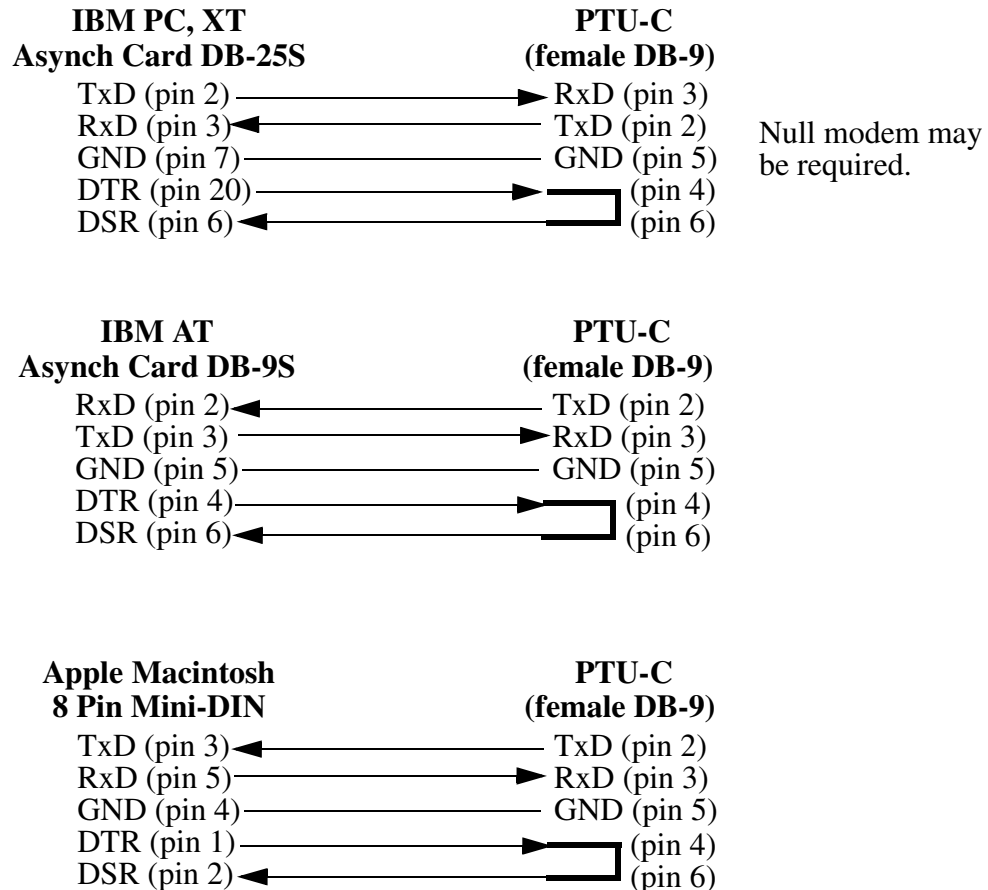 IBM PC, XT PTU-C
Asynch Card DB-25S (female DB-9)
TxD (pin 2) RxD (pin 3)
RxD (pin 3) TxD (pin 2)
GND (pin 7) GND (pin 5)
DTR (pin 20) (pin 4)
DSR (pin 6) (pin 6)
Null modem may
be required.
IBM AT PTU-C
Asynch Card DB-9S (female DB-9)
RxD (pin 2) TxD (pin 2)
TxD (pin 3) RxD (pin 3)
GND (pin 5) GND (pin 5)
DTR (pin 4) (pin 4)
DSR (pin 6) (pin 6)
Apple Macintosh PTU-C
8 Pin Mini-DIN (female DB-9)
TxD (pin 3) TxD (pin 2)
RxD (pin 5) RxD (pin 3)
GND (pin 4) GND (pin 5)
DTR (pin 1) (pin 4)
DSR (pin 2) (pin 6)